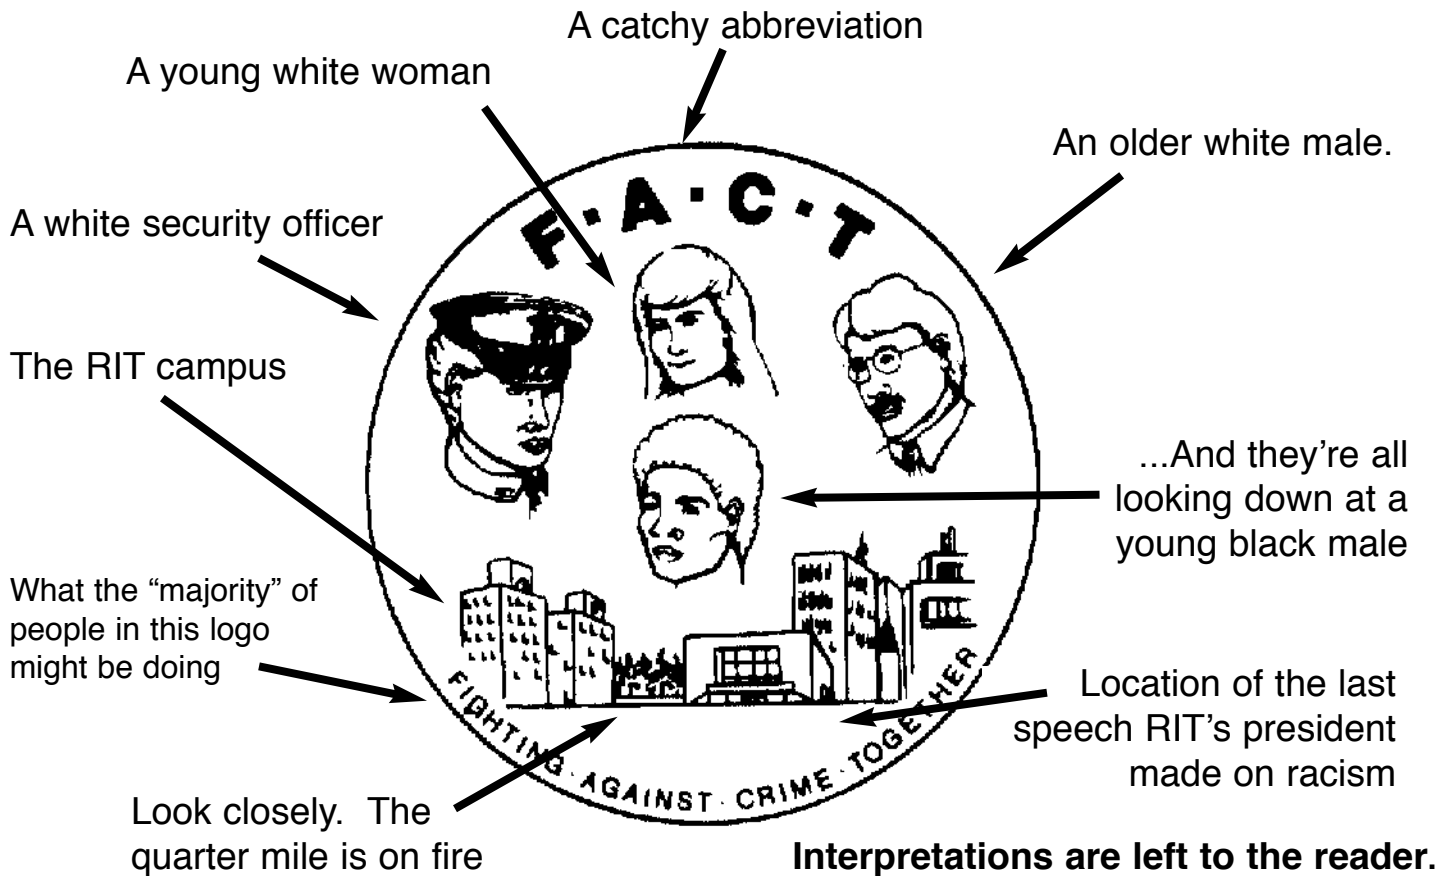 A catchy abbreviation
A young white woman
An older white male.
A white security officer
F·A·C·T
The RIT campus
...And they’re all
looking down at a
young black male
What the “majority” of
people in this logo
might be doing
FIGHTING · AGAINST · CRIME · TOGETHER
Location of the last
speech RIT’s president
made on racism
Look closely.  The
quarter mile is on fire
Interpretations are left to the reader.